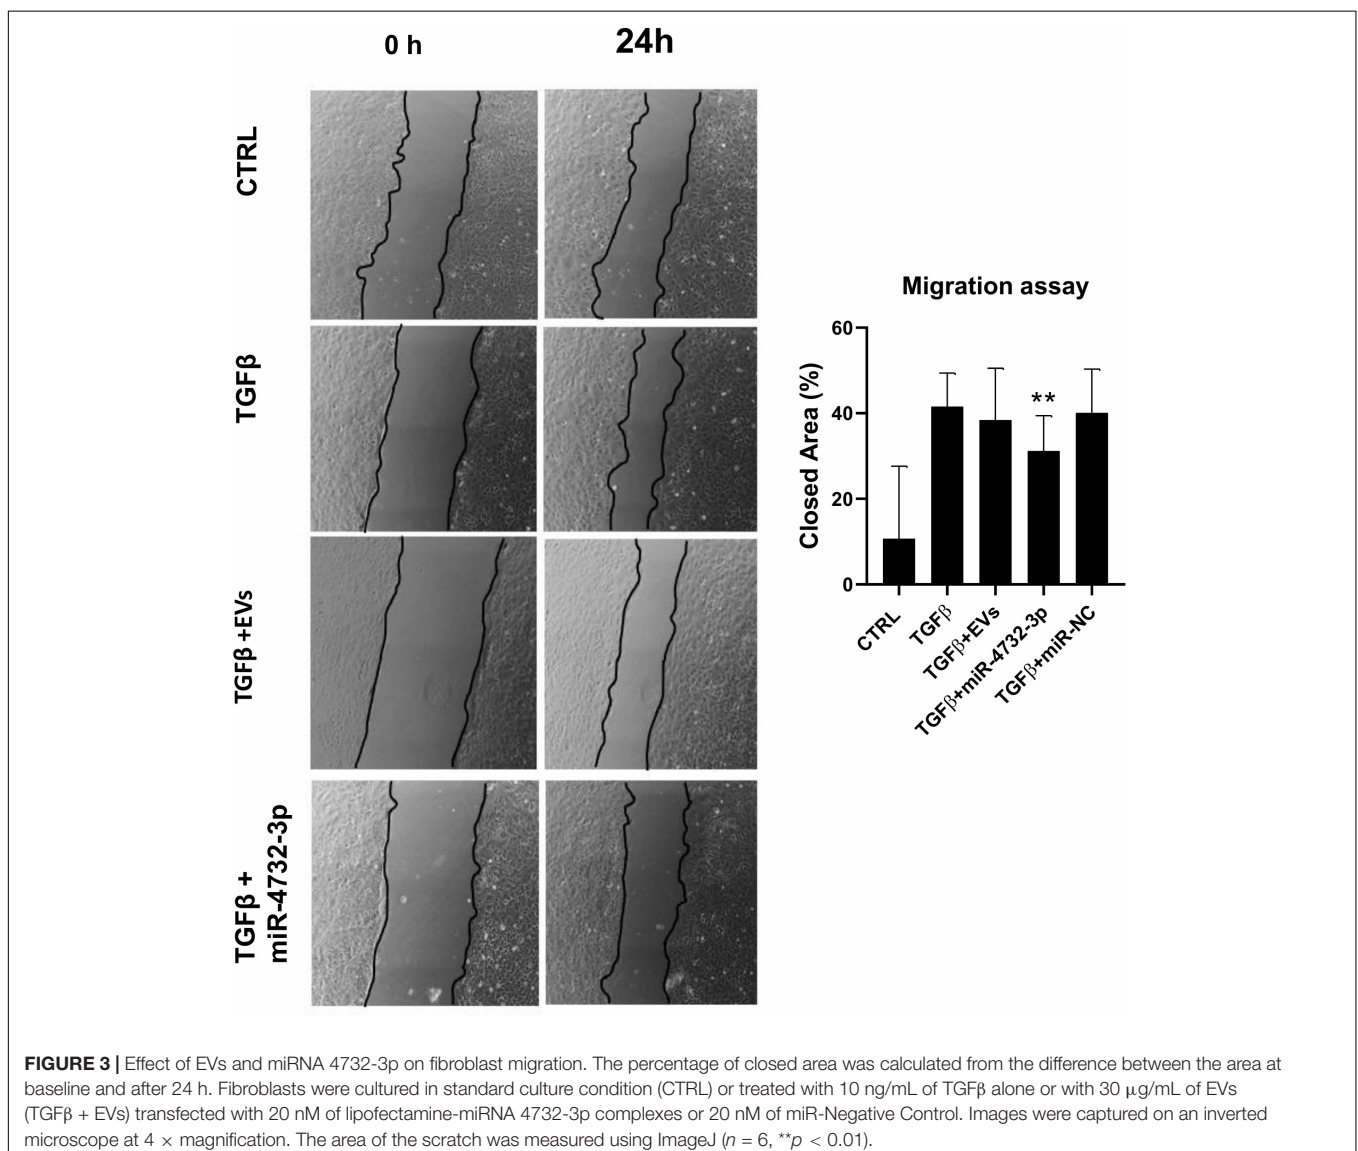 0 h
24h
CTRL
TGFβ
TGFβ +EVs
TGFβ +
miR-4732-3p
Migration assay
Closed Area (%)
60
40
20
0
**
CTRL
TGFβ
TGFβ+EVs
TGFβ+miR-4732-3p
TGFβ+miR-NC
FIGURE 3 | Effect of EVs and miRNA 4732-3p on fibroblast migration. The percentage of closed area was calculated from the difference between the area at
baseline and after 24 h. Fibroblasts were cultured in standard culture condition (CTRL) or treated with 10 ng/mL of TGFβ alone or with 30 μg/mL of EVs
(TGFβ + EVs) transfected with 20 nM of lipofectamine-miRNA 4732-3p complexes or 20 nM of miR-Negative Control. Images were captured on an inverted
microscope at 4 × magnification. The area of the scratch was measured using ImageJ (n = 6, **p < 0.01).